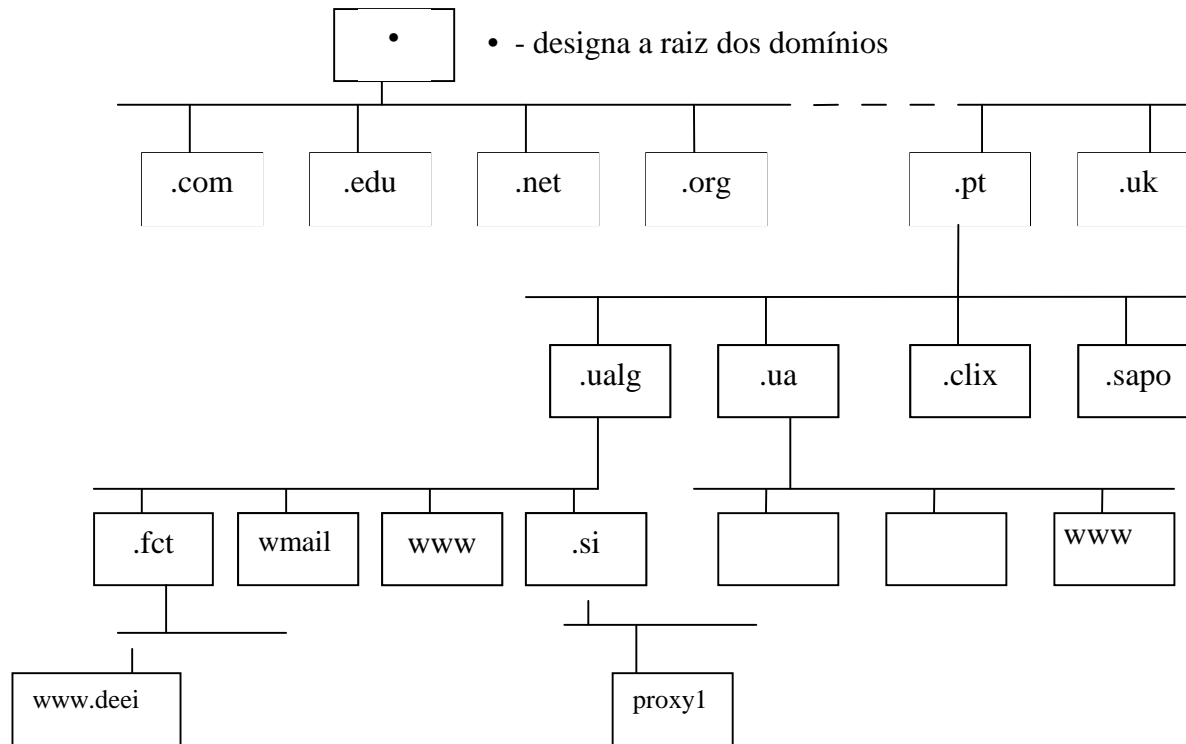 • • - designa a raiz dos domínios
.com .edu .net .org .pt .uk
.ualg .ua .clix .sapo
.fct wmail www .si www
www.deei proxy1